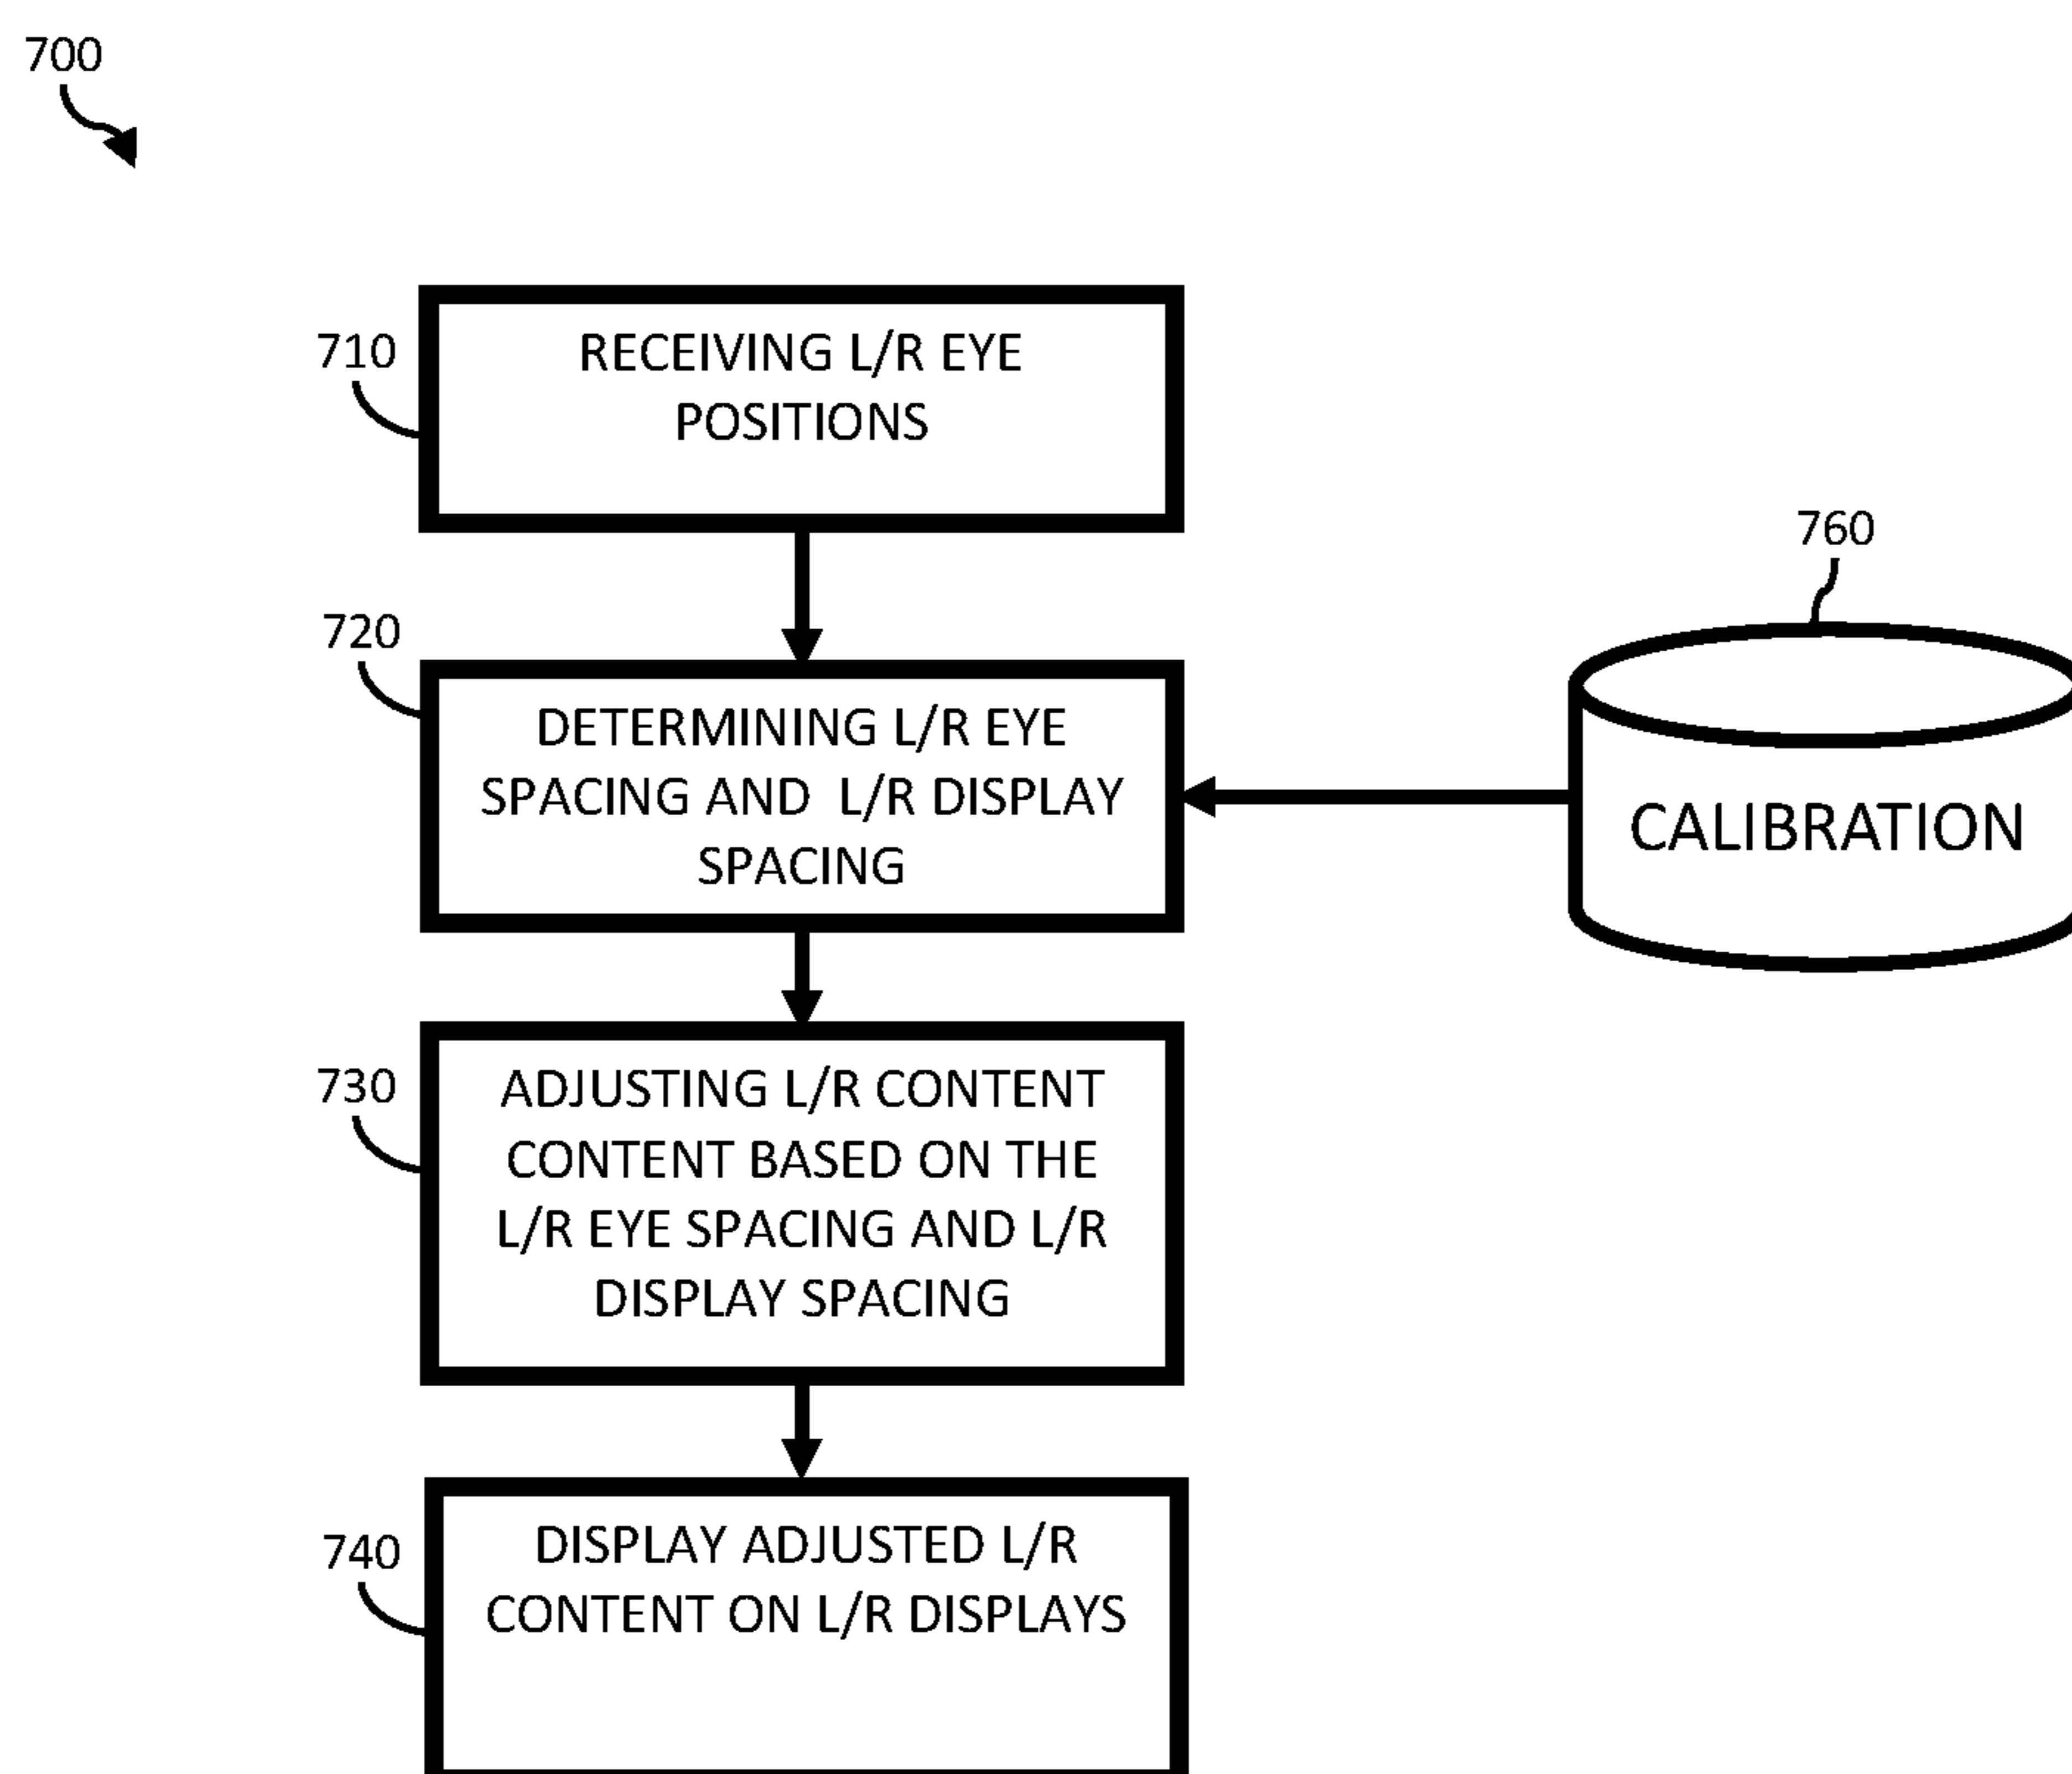 700
710
RECEIVING L/R EYE
POSITIONS
720
DETERMINING L/R EYE
SPACING AND L/R DISPLAY
SPACING
760
CALIBRATION
730
ADJUSTING L/R CONTENT
CONTENT BASED ON THE
L/R EYE SPACING AND L/R
DISPLAY SPACING
740
DISPLAY ADJUSTED L/R
CONTENT ON L/R DISPLAYS